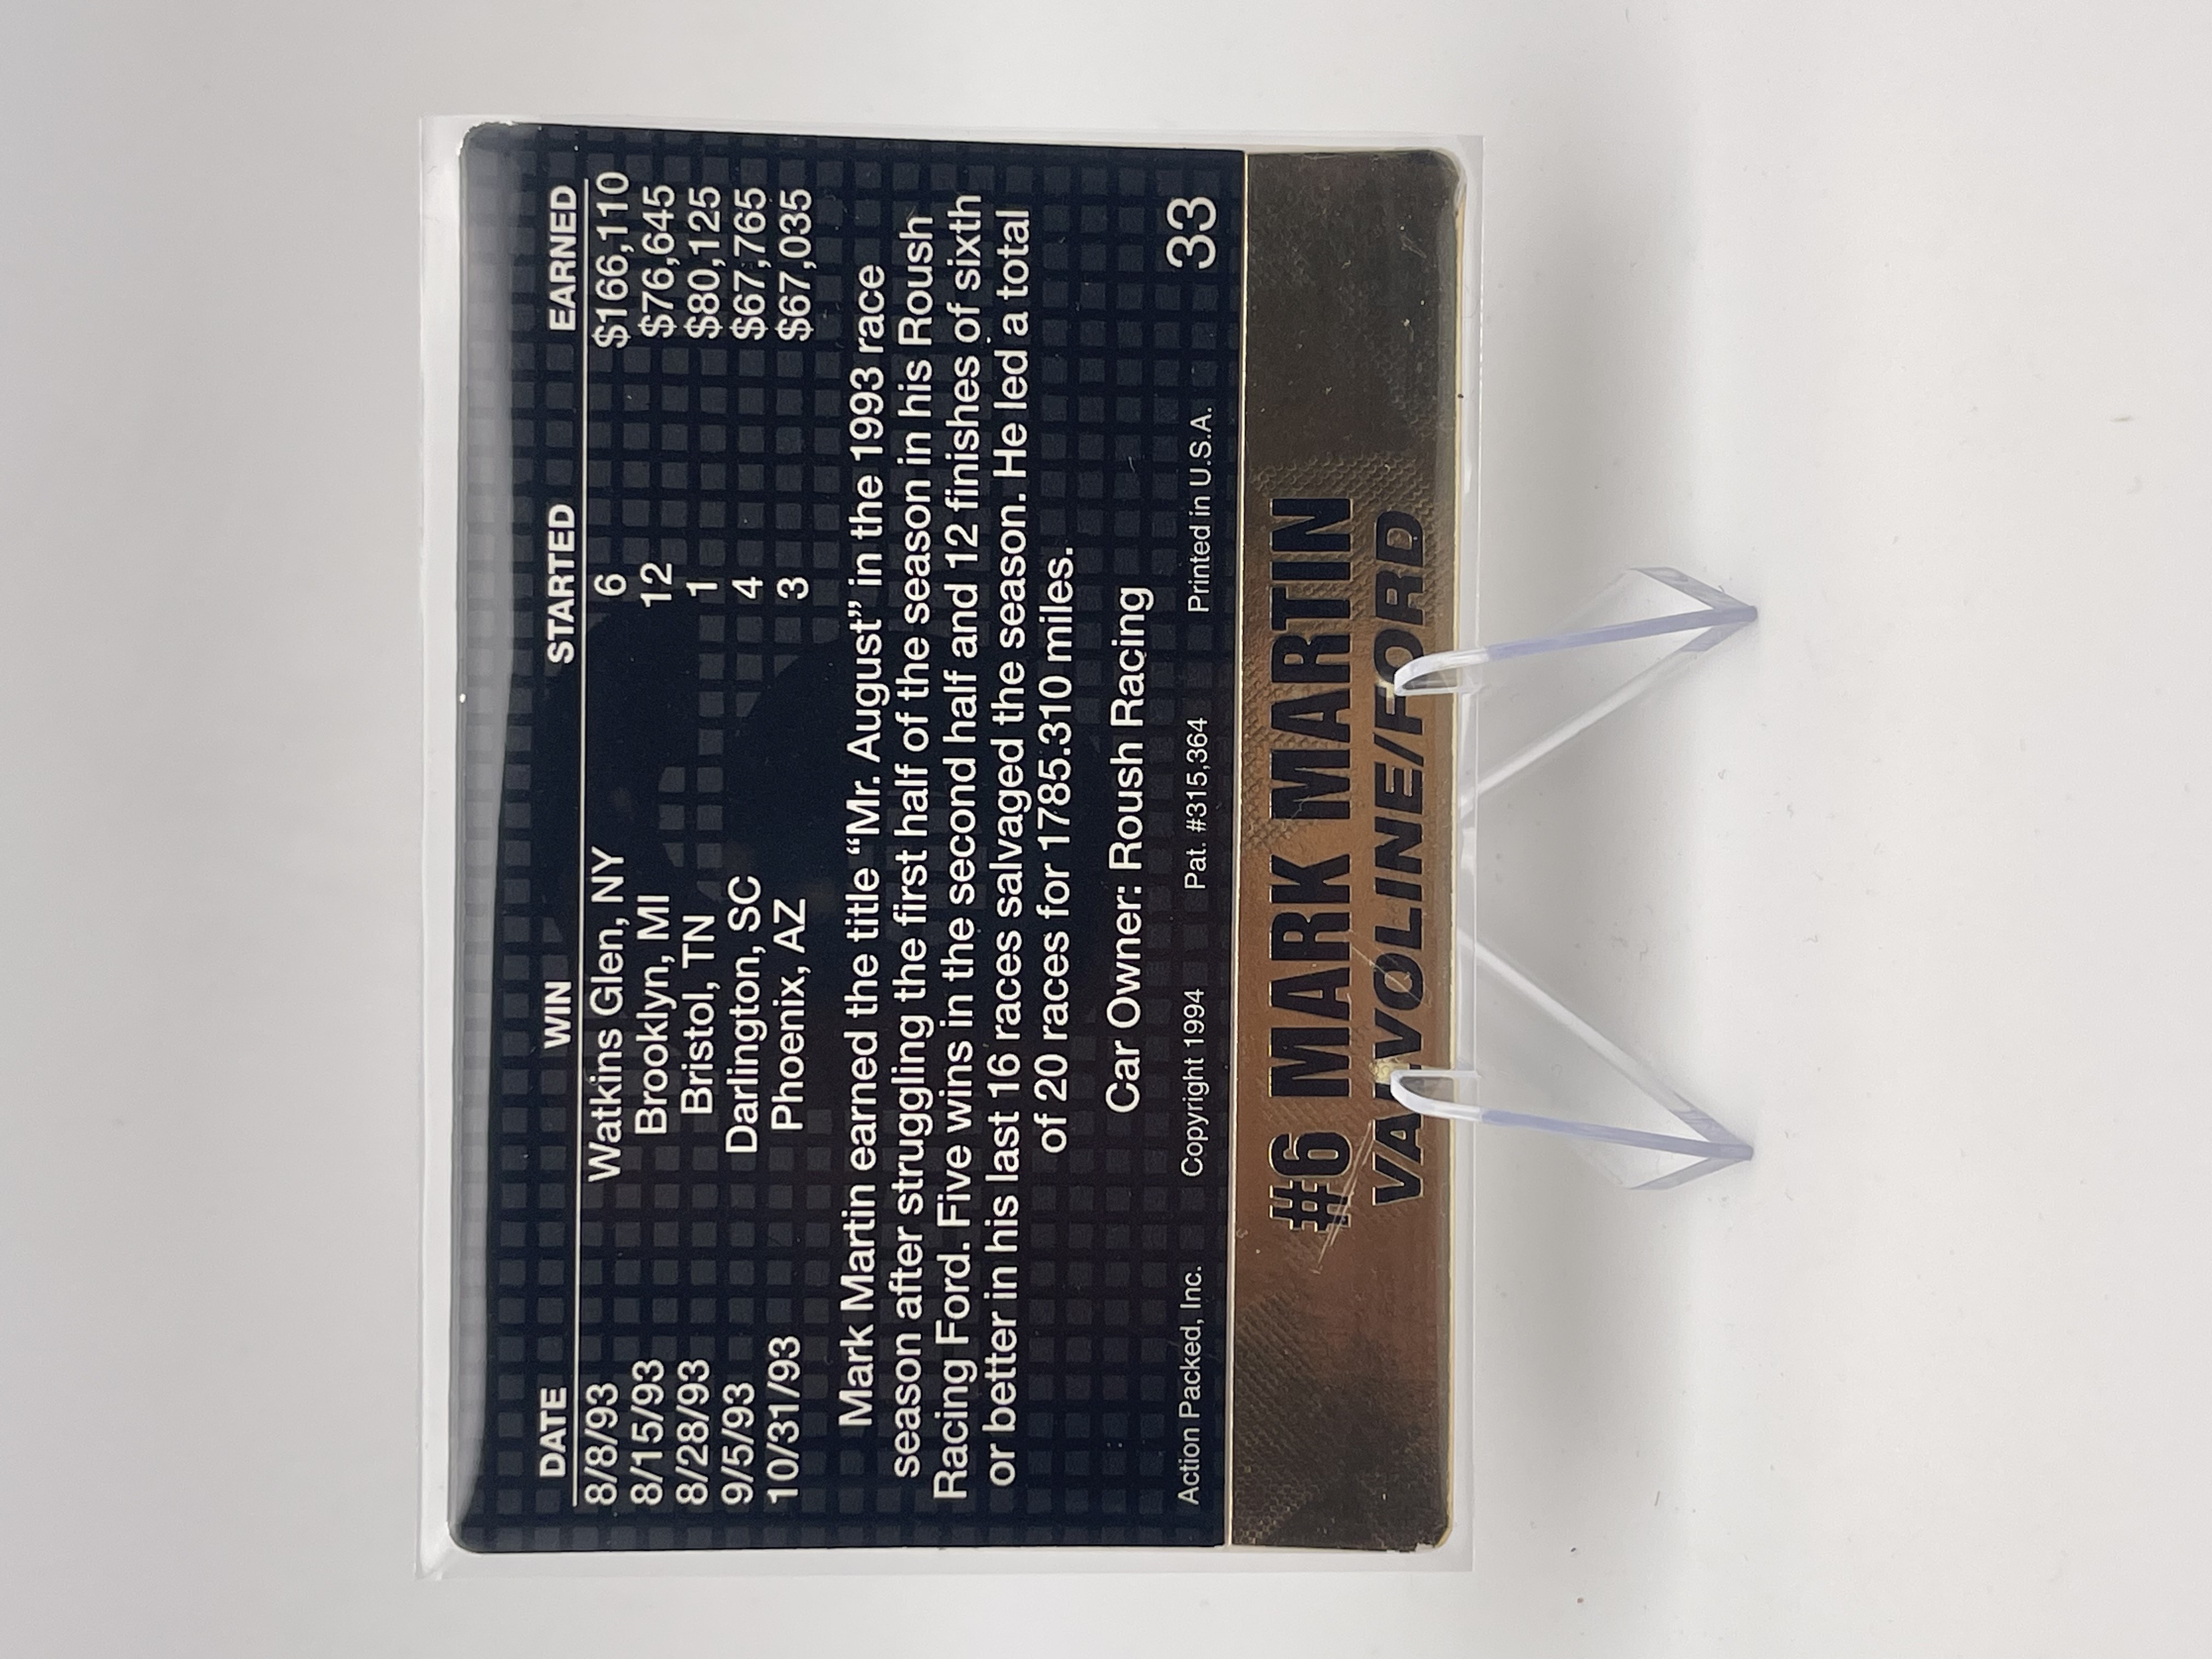 DATE WIN STARTED EARNED
8/8/93 Watkins Glen, NY 6 $166,110
8/15/93 Brooklyn, MI 12 $76,645
8/28/93 Bristol, TN 1 $80,125
9/5/93 Darlington, SC 4 $67,765
10/31/93 Phoenix, AZ 3 $67,035
Mark Martin earned the title “Mr. August” in the 1993 race
season after struggling the first half of the season in his Roush
Racing Ford. Five wins in the second half and 12 finishes of sixth
or better in his last 16 races salvaged the season. He led a total
of 20 races for 1785.310 miles.
Car Owner: Roush Racing
Action Packed, Inc. Copyright 1994 Pat. #315,364 Printed in U.S.A. 33
#6 MARK MARTIN
VALVOLINE/FORD